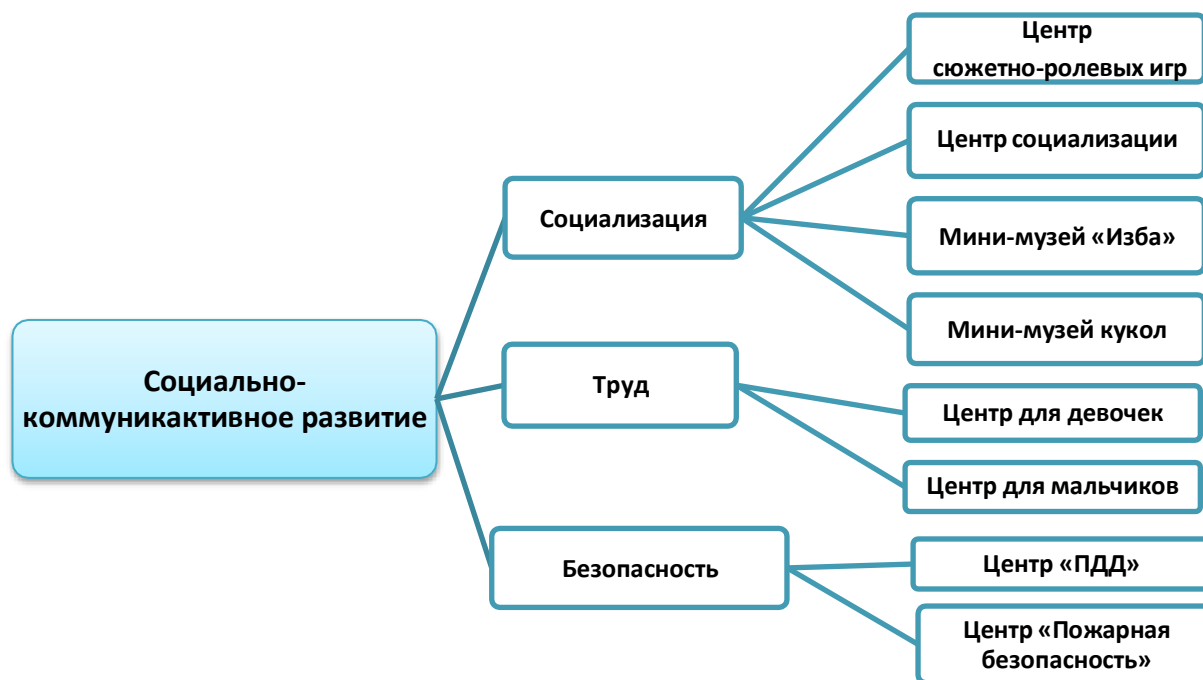 Социально-
коммуникактивное развитие
Социализация
Центр
сюжетно-ролевых игр
Центр социализации
Мини-музей «Изба»
Мини-музей кукол
Труд
Центр для девочек
Центр для мальчиков
Безопасность
Центр «ПДД»
Центр «Пожарная
безопасность»